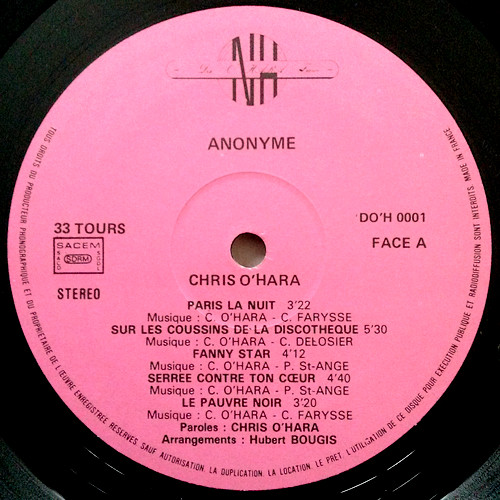 NH
ANONYME
33 TOURS
DO'H 0001
SACEM
SDRM
FACE A
STEREO
CHRIS O'HARA
PARIS LA NUIT 3'22
Musique : C. O'HARA - C. FARYSSE
SUR LES COUSSINS DE LA DISCOTHEQUE 5'30
Musique : C. O'HARA - C. DELOSIER
FANNY STAR 4'12
Musique : C. O'HARA - P. St-ANGE
SERREE CONTRE TON CŒUR 4'40
Musique : C. O'HARA - P. St-ANGE
LE PAUVRE NOIR 3'20
Musique : C. O'HARA - C. FARYSSE
Paroles : CHRIS O'HARA
Arrangements : Hubert BOUGIS
TOUS DROITS DU PRODUCTEUR PHONOGRAPHIQUE ET DU PROPRIETAIRE DE L'ŒUVRE ENREGISTREE RESERVES SAUF AUTORISATION. LA DUPLICATION. LA LOCATION. LE PRET. L'UTILISATION DE CE DISQUE POUR EXECUTION PUBLIQUE ET RADIODIFFUSION SONT INTERDITS. MADE IN FRANCE